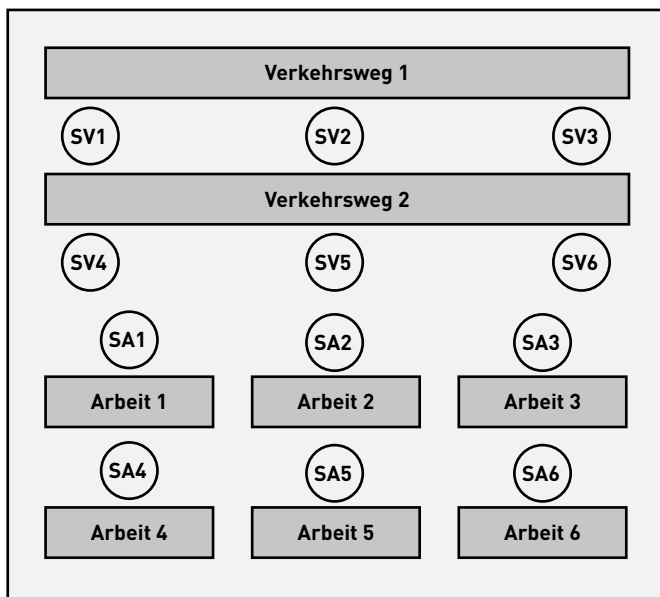 Verkehrsweg 1
SV1 SV2 SV3
Verkehrsweg 2
SV4 SV5 SV6
SA1 SA2 SA3
Arbeit 1 Arbeit 2 Arbeit 3
SA4 SA5 SA6
Arbeit 4 Arbeit 5 Arbeit 6